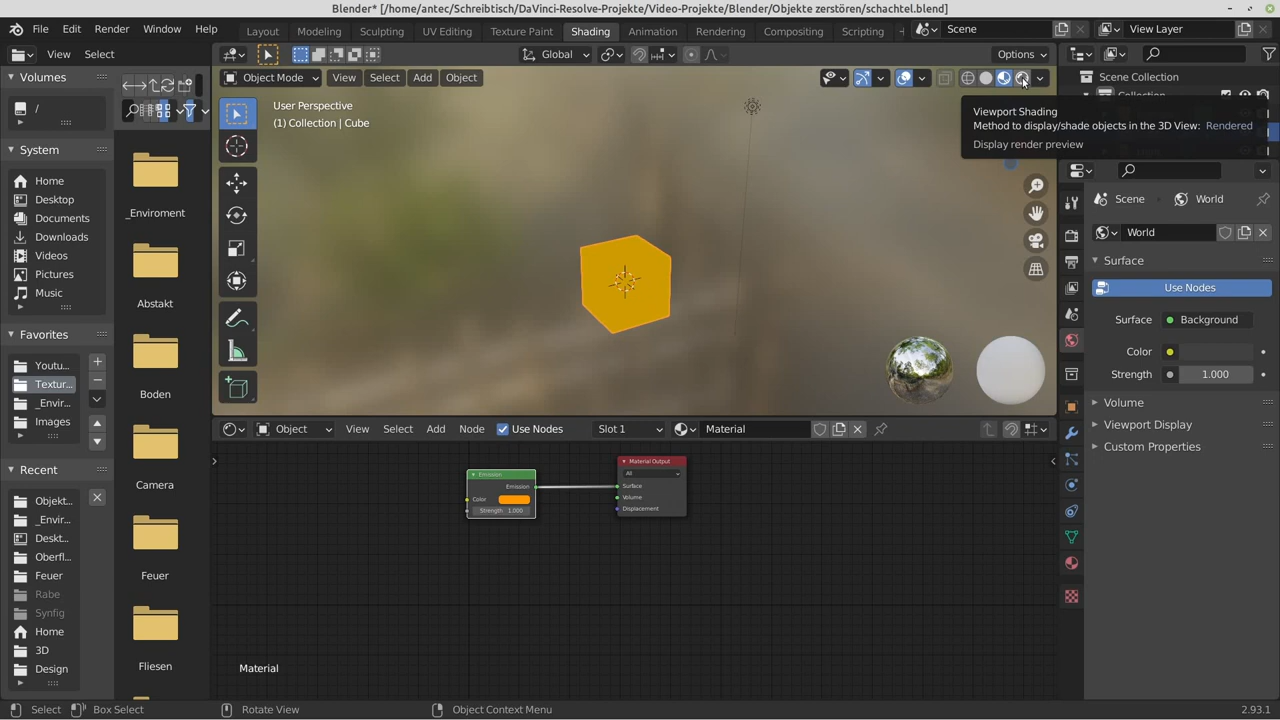 Blender* [/home/antec/Schreibtisch/DaVinci-Resolve-Projekte/Video-Projekte/Blender/Objekte zerstören/schachtel.blend]
File Edit Render Window Help
Layout Modeling Sculpting UV Editing Texture Paint Shading Animation Rendering Compositing Scripting
Scene
View Layer
View Select
Global
Options
Volumes
/
System
Home
Desktop
Documents
Downloads
Videos
Pictures
Music
Favorites
Youtu...
Textur...
_Envir...
Images
Recent
Objekt...
_Envir...
Deskt...
Oberfl...
Feuer
Rabe
Synfig
Home
3D
Design
_Enviroment
Abstakt
Boden
Camera
Feuer
Fliesen
Object Mode View Select Add Object
User Perspective
(1) Collection | Cube
Viewport Shading
Method to display/shade objects in the 3D View: Rendered
Display render preview
Object View Select Add Node Use Nodes Slot 1 Material
Emission
Emission
Color
Strength 1.000
Material Output
All
Surface
Volume
Displacement
Material
Scene Collection
Scene World
World
Surface
Use Nodes
Surface Background
Color
Strength 1.000
Volume
Viewport Display
Custom Properties
Select Box Select Rotate View Object Context Menu 2.93.1